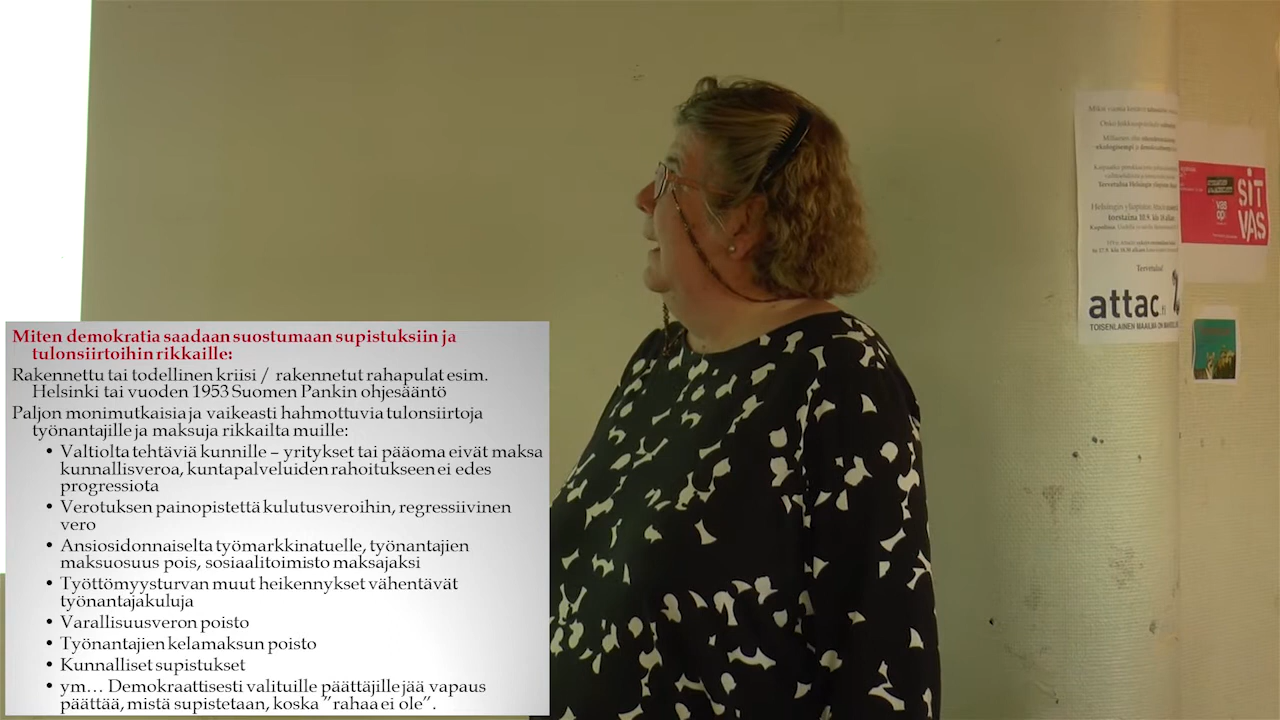 Miten demokratia saadaan suostumaan supistuksiin ja
tulonsiirtoihin rikkaille:
Rakennettu tai todellinen kriisi / rakennetut rahapulat esim.
Helsinki tai vuoden 1953 Suomen Pankin ohjesääntö
Paljon monimutkaisia ja vaikeasti hahmottuvia tulonsiirtoja
työnantajille ja maksuja rikkailta muille:
• Valtiolta tehtäviä kunnille – yritykset tai pääoma eivät maksa
kunnallisveroa, kuntapalveluiden rahoitukseen ei edes
progressiota
• Verotuksen painopistettä kulutusveroihin, regressiivinen
vero
• Ansiosidonnaiselta työmarkkinatuelle, työnantajien
maksuosuus pois, sosiaalitoimisto maksajaksi
• Työttömyysturvan muut heikennykset vähentävät
työnantajakuluja
• Varallisuusveron poisto
• Työnantajien kelamaksun poisto
• Kunnalliset supistukset
• ym… Demokraattisesti valituille päättäjille jää vapaus
päättää, mistä supistetaan, koska ”rahaa ei ole”.
Tervetuloa!
attac.fi
TOISENLAINEN MAAILMA ON
SIT
VAS
vas
opi